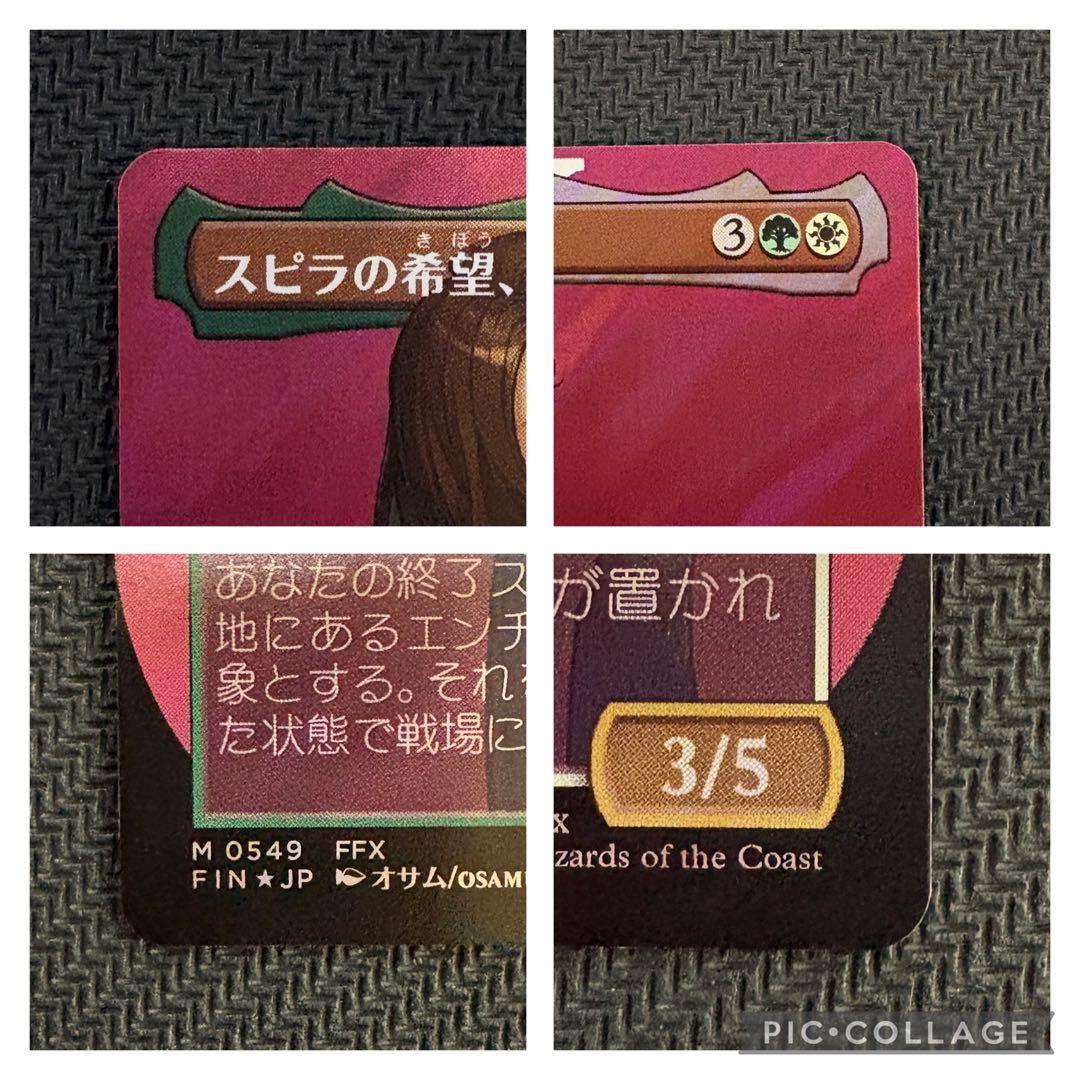 きぼう
スピラの希望、
3
あなたの終了ス
地にあるエンチ
象とする。それ
た状態で戦場に
が置かれ
3/5
M 0549 FFX
FIN★JP オサム/OSAM
X
zards of the Coast
PIC•COLLAGE